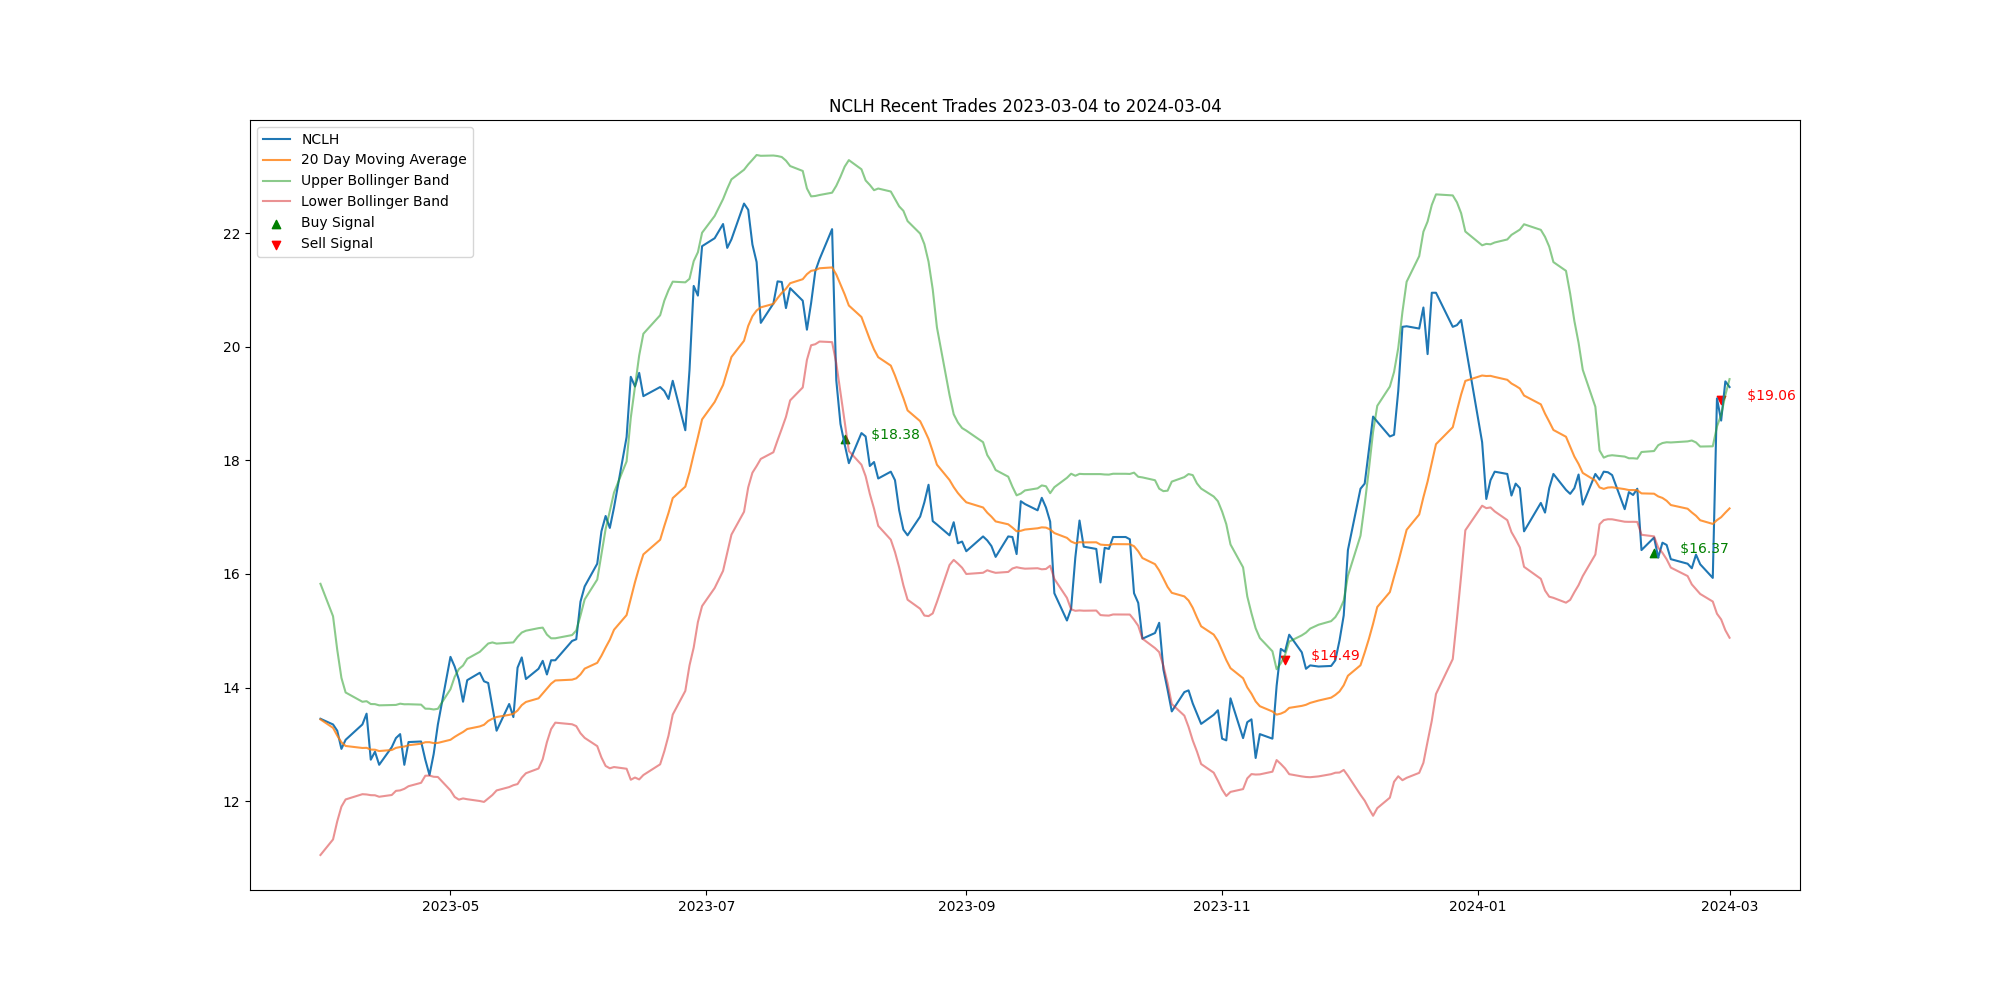 NCLH Recent Trades 2023-03-04 to 2024-03-04
NCLH
20 Day Moving Average
Upper Bollinger Band
Lower Bollinger Band
Buy Signal
Sell Signal
22
20
18
16
14
12
$18.38
$14.49
$16.37
$19.06
2023-05
2023-07
2023-09
2023-11
2024-01
2024-03